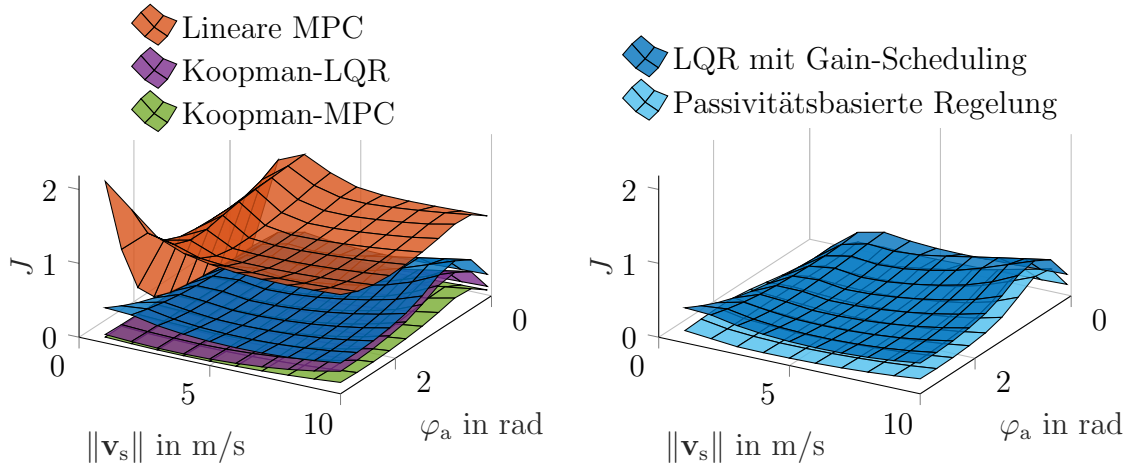 Lineare MPC
Koopman-LQR
Koopman-MPC
2
1
0
J
0
5
10
‖v_s‖ in m/s
0
2
φ_a in rad
LQR mit Gain-Scheduling
Passivitätsbasierte Regelung
2
1
0
J
0
5
10
‖v_s‖ in m/s
0
2
φ_a in rad